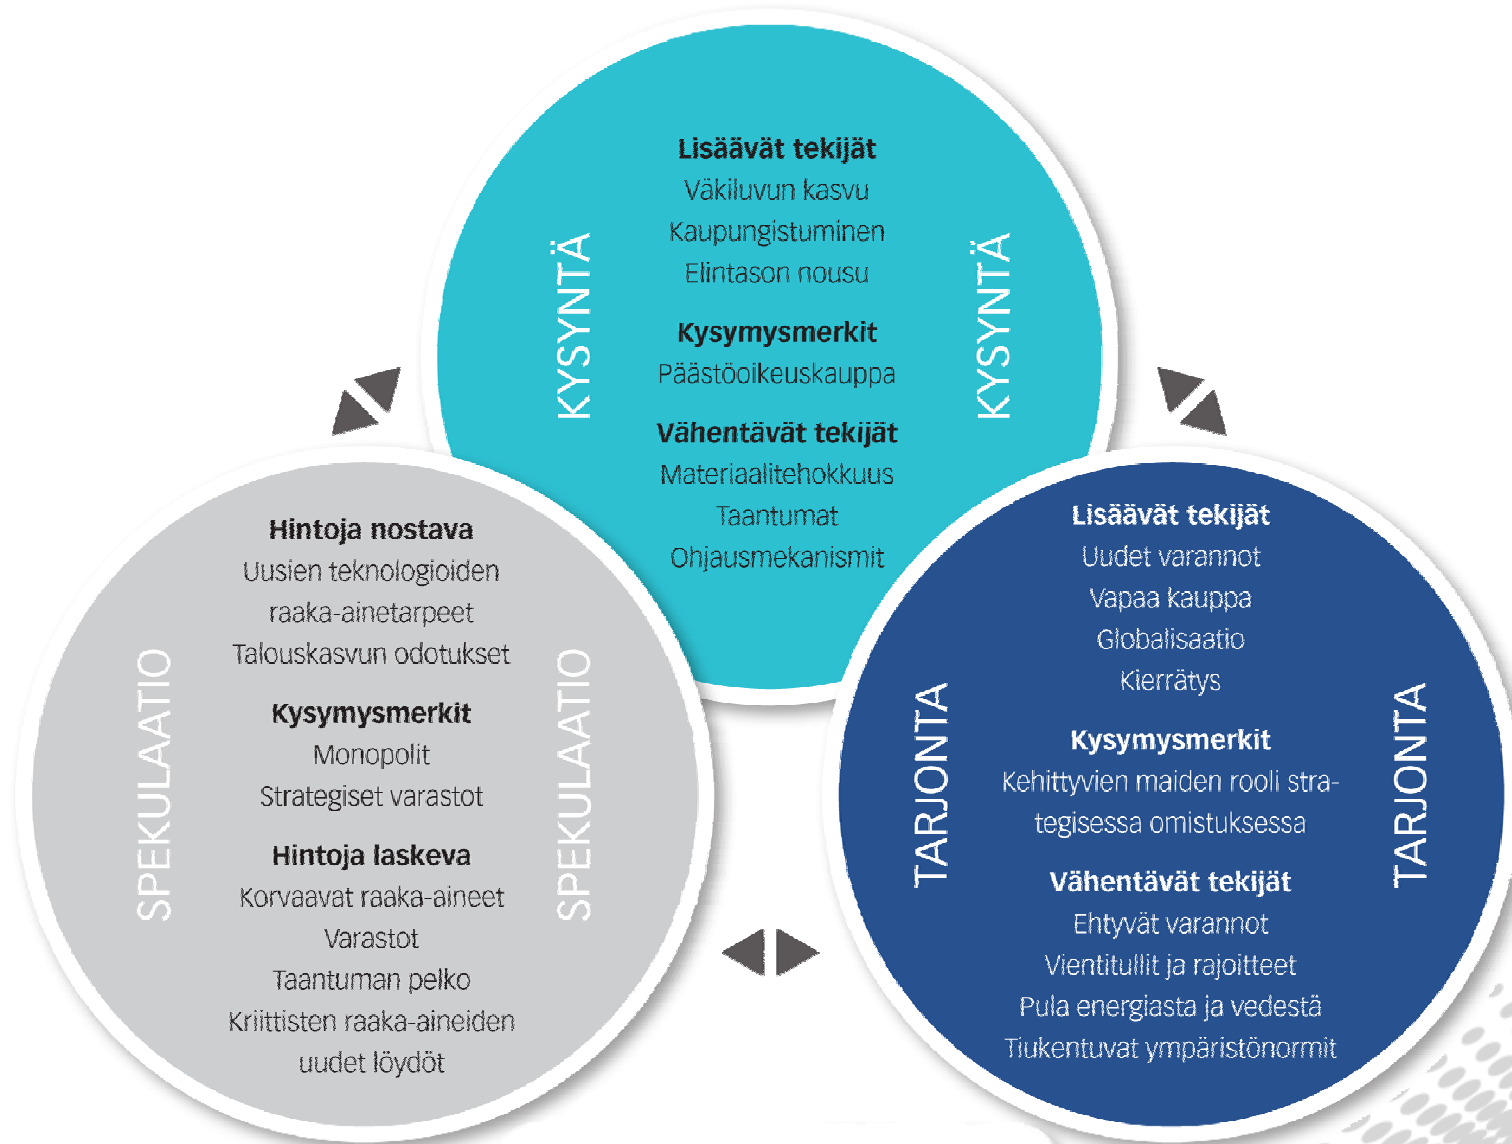 KYSYNTÄ
Lisäävät tekijät
Väkiluvun kasvu
Kaupungistuminen
Elintason nousu
Kysymysmerkit
Päästöoikeuskauppa
Vähentävät tekijät
Materiaalitehokkuus
Taantumat
Ohjausmekanismit
KYSYNTÄ
SPEKULAATIO
Hintoja nostava
Uusien teknologioiden
raaka-ainetarpeet
Talouskasvun odotukset
Kysymysmerkit
Monopolit
Strategiset varastot
Hintoja laskeva
Korvaavat raaka-aineet
Varastot
Taantuman pelko
Kriittisten raaka-aineiden
uudet löydöt
SPEKULAATIO
TARJONTA
Lisäävät tekijät
Uudet varannot
Vapaa kauppa
Globalisaatio
Kierrätys
Kysymysmerkit
Kehittyvien maiden rooli stra-
tegisessa omistuksessa
Vähentävät tekijät
Ehtyvät varannot
Vientitullit ja rajoitteet
Pula energiasta ja vedestä
Tiukentuvat ympäristönormit
TARJONTA